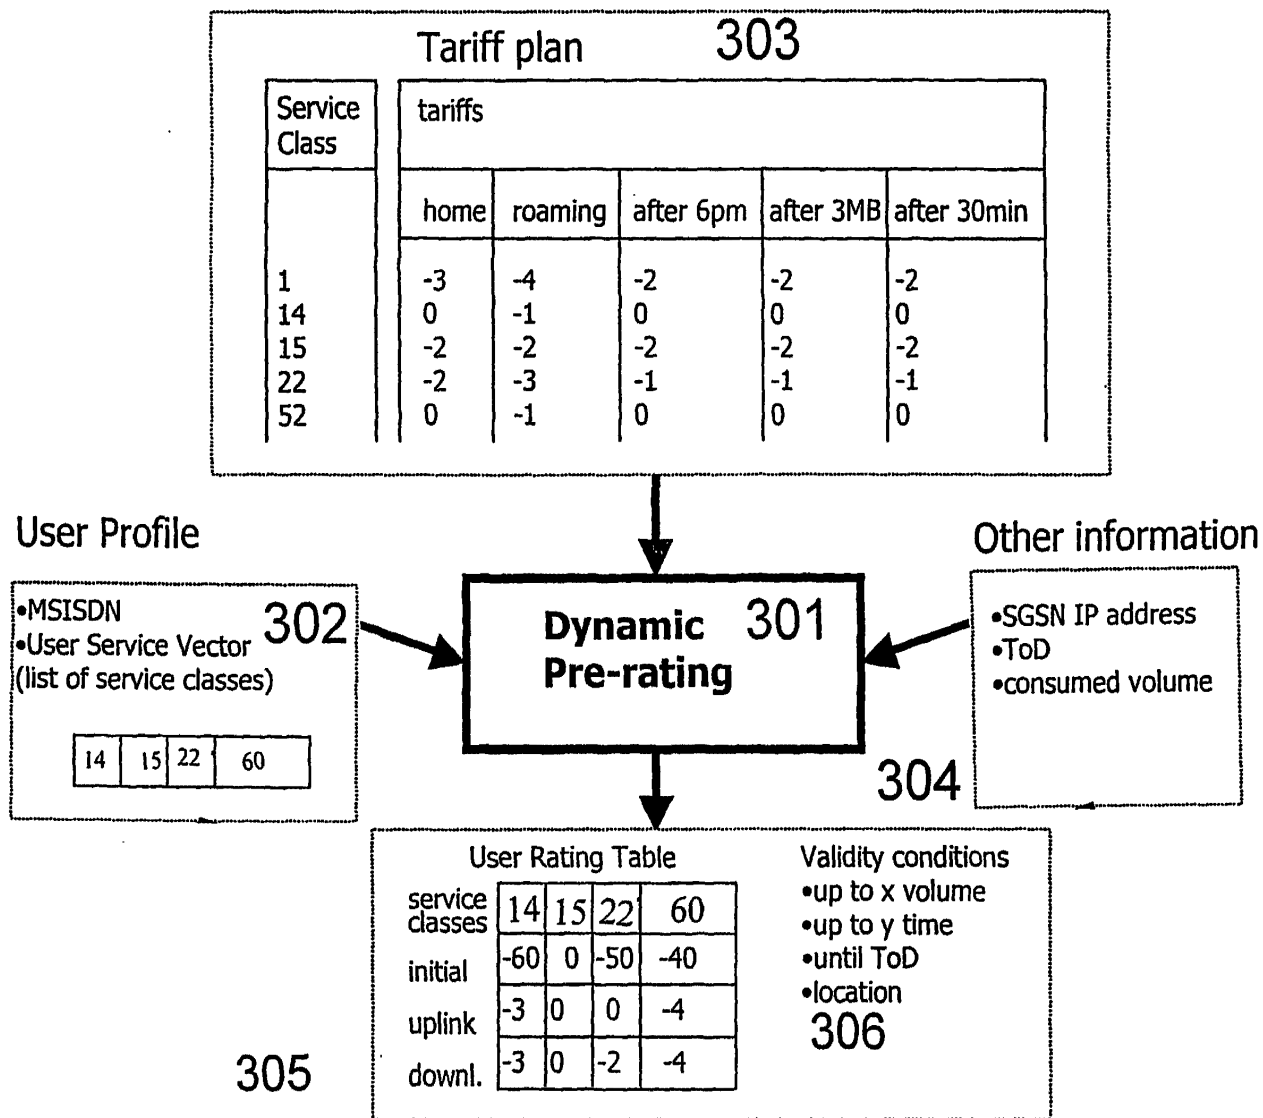 Tariff plan 303
Service Class
tariffs
home roaming after 6pm after 3MB after 30min
1 -3 -4 -2 -2 -2
14 0 -1 0 0 0
15 -2 -2 -2 -2 -2
22 -2 -3 -1 -1 -1
52 0 -1 0 0 0
User Profile
•MSISDN
•User Service Vector
(list of service classes)
302
14 15 22 60
Dynamic
Pre-rating
301
Other information
•SGSN IP address
•ToD
•consumed volume
304
User Rating Table
service classes 14 15 22 60
initial -60 0 -50 -40
uplink -3 0 0 -4
downl. -3 0 -2 -4
Validity conditions
•up to x volume
•up to y time
•until ToD
•location
306
305